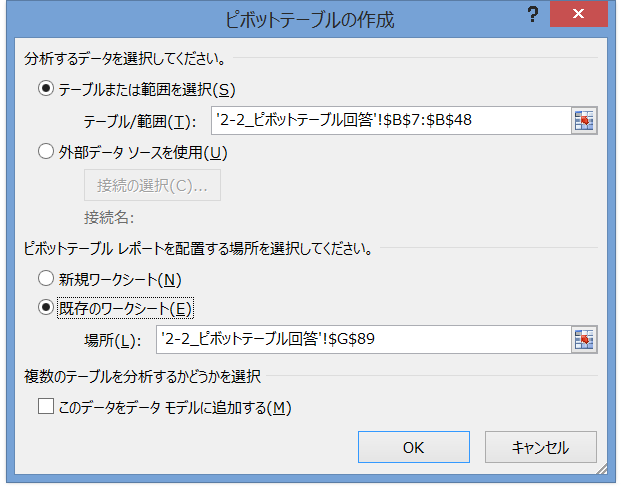 ピボットテーブルの作成
? ×
分析するデータを選択してください。
テーブルまたは範囲を選択(S)
テーブル/範囲(T): '2-2_ピボットテーブル回答'!$B$7:$B$48
外部データ ソースを使用(U)
接続の選択(C)...
接続名:
ピボットテーブル レポートを配置する場所を選択してください。
新規ワークシート(N)
既存のワークシート(E)
場所(L): '2-2_ピボットテーブル回答'!$G$89
複数のテーブルを分析するかどうかを選択
このデータをデータ モデルに追加する(M)
OK キャンセル